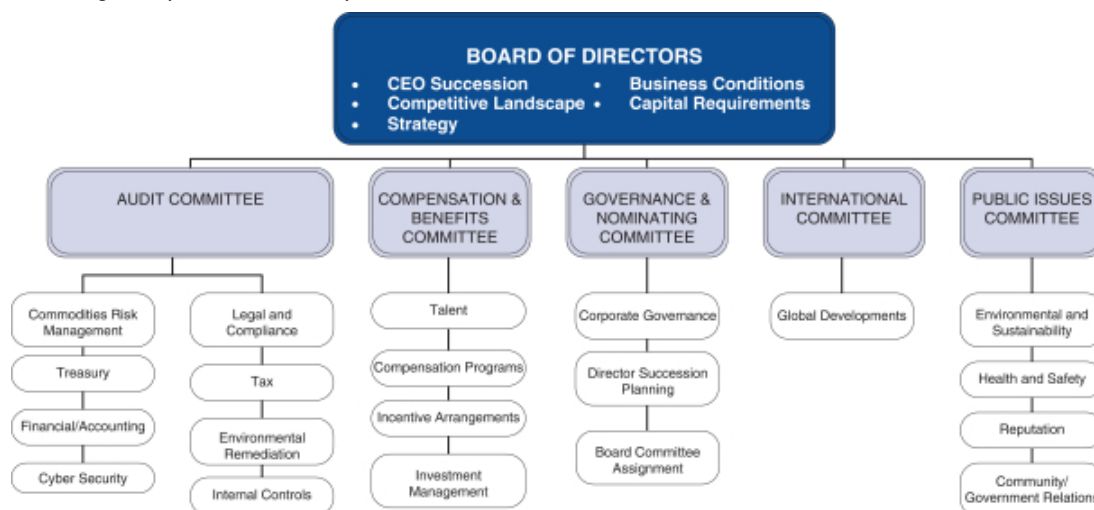 BOARD OF DIRECTORS
• CEO Succession
• Business Conditions
• Competitive Landscape
• Capital Requirements
• Strategy
AUDIT COMMITTEE
Commodities Risk
Management
Treasury
Financial/Accounting
Cyber Security
Legal and
Compliance
Tax
Environmental
Remediation
Internal Controls
COMPENSATION &
BENEFITS
COMMITTEE
Talent
Compensation Programs
Incentive Arrangements
Investment
Management
GOVERNANCE &
NOMINATING
COMMITTEE
Corporate Governance
Director Succession
Planning
Board Committee
Assignment
INTERNATIONAL
COMMITTEE
Global Developments
PUBLIC ISSUES
COMMITTEE
Environmental and
Sustainability
Health and Safety
Reputation
Community/
Government Relations